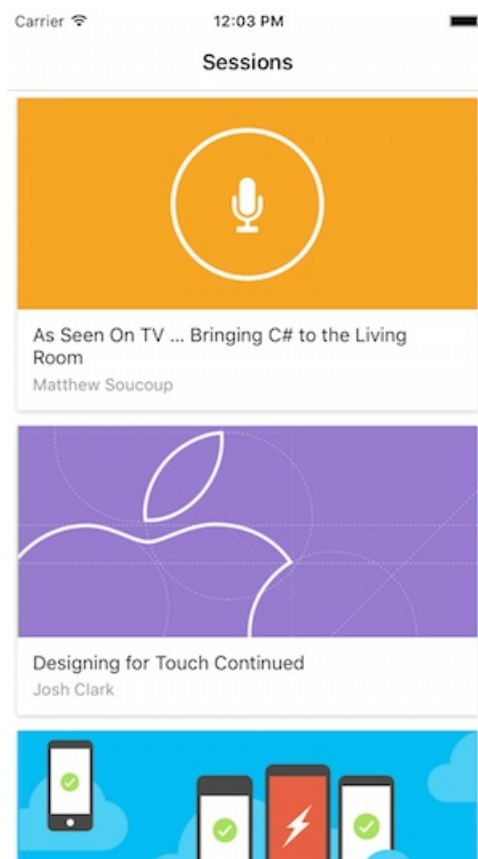 Carrier 12:03 PM
Sessions
As Seen On TV ... Bringing C# to the Living
Room
Matthew Soucoup
Designing for Touch Continued
Josh Clark